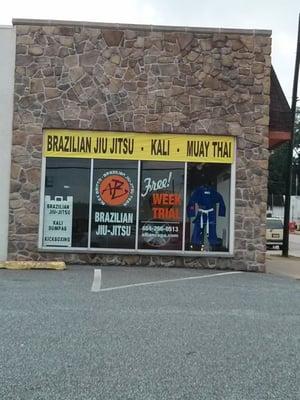 BRAZILIAN JIU JITSU · KALI · MUAY THAI
BRAZILIAN
JIU-JITSU
KALI
DUMPAG
KICKBOXING
BRAZILIAN
JIU-JITSU
Free!
WEEK
TRIAL